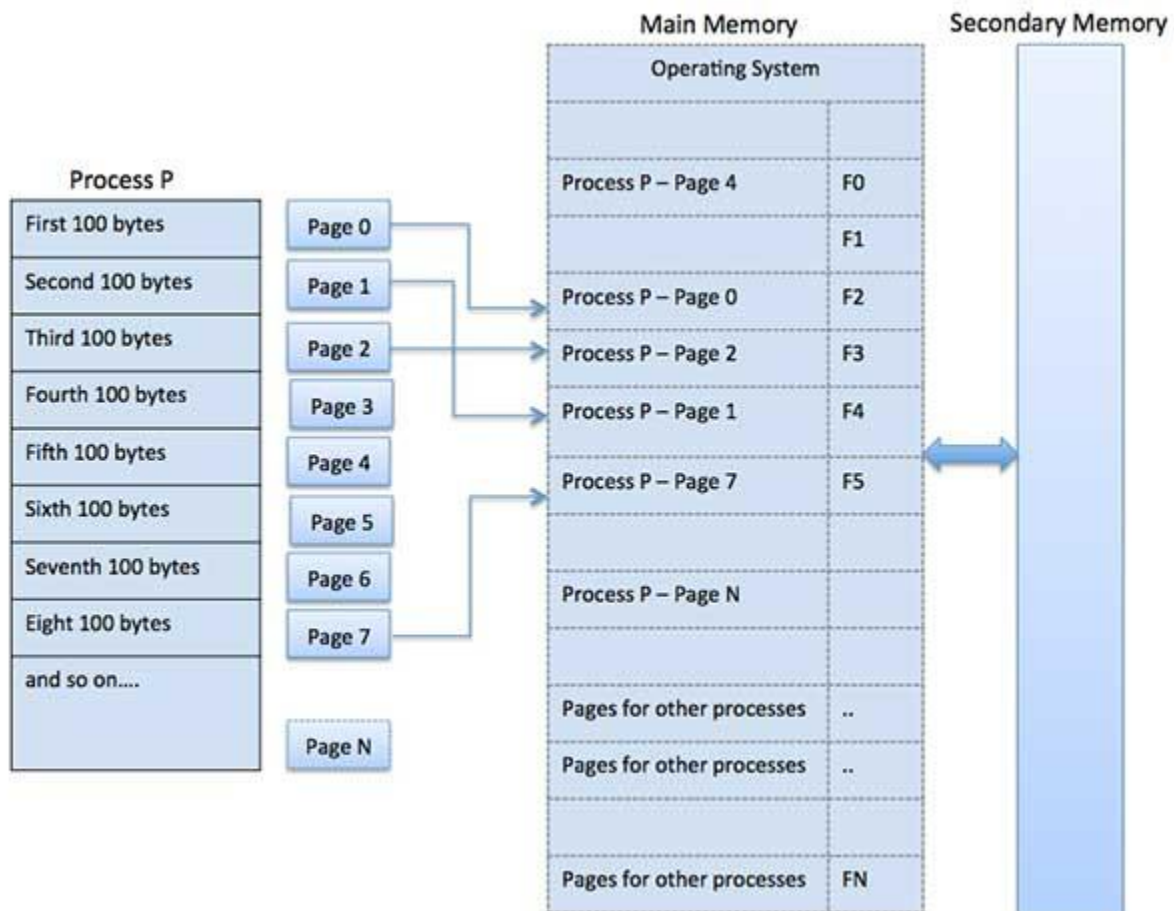 Main Memory
Secondary Memory
Operating System
Process P
First 100 bytes
Second 100 bytes
Third 100 bytes
Fourth 100 bytes
Fifth 100 bytes
Sixth 100 bytes
Seventh 100 bytes
Eight 100 bytes
and so on....
Page 0
Page 1
Page 2
Page 3
Page 4
Page 5
Page 6
Page 7
Page N
Process P – Page 4 F0
F1
Process P – Page 0 F2
Process P – Page 2 F3
Process P – Page 1 F4
Process P – Page 7 F5
Process P – Page N
Pages for other processes ..
Pages for other processes ..
Pages for other processes FN